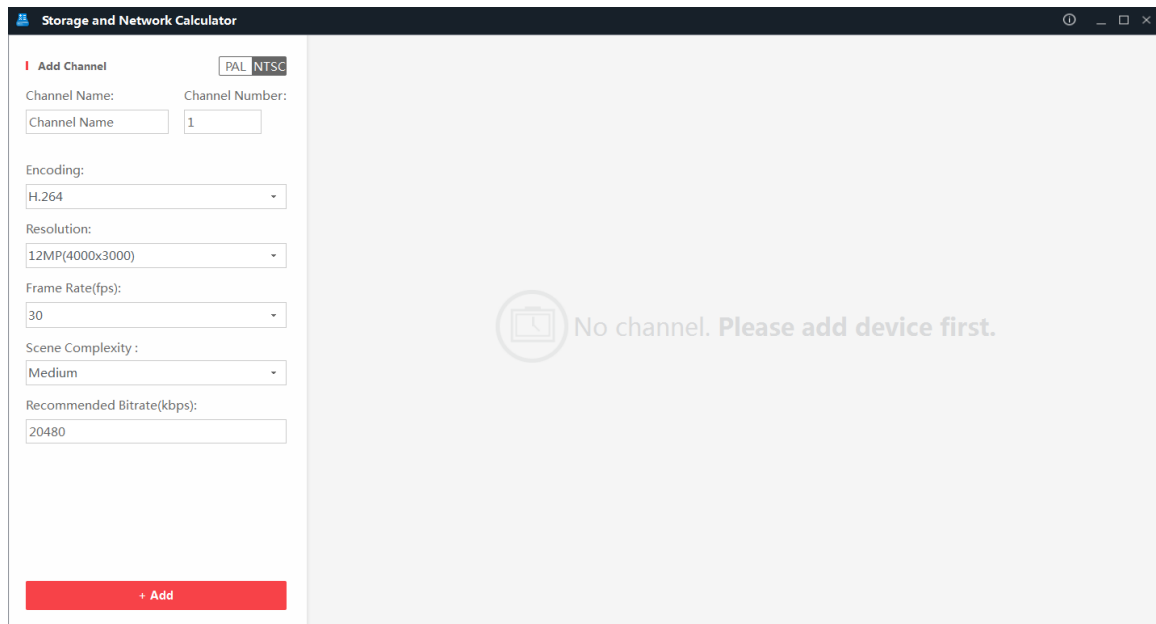 Storage and Network Calculator
Add Channel PAL NTSC
Channel Name: Channel Number:
Channel Name 1
Encoding:
H.264
Resolution:
12MP(4000x3000)
Frame Rate(fps):
30
Scene Complexity :
Medium
Recommended Bitrate(kbps):
20480
No channel. Please add device first.
+ Add